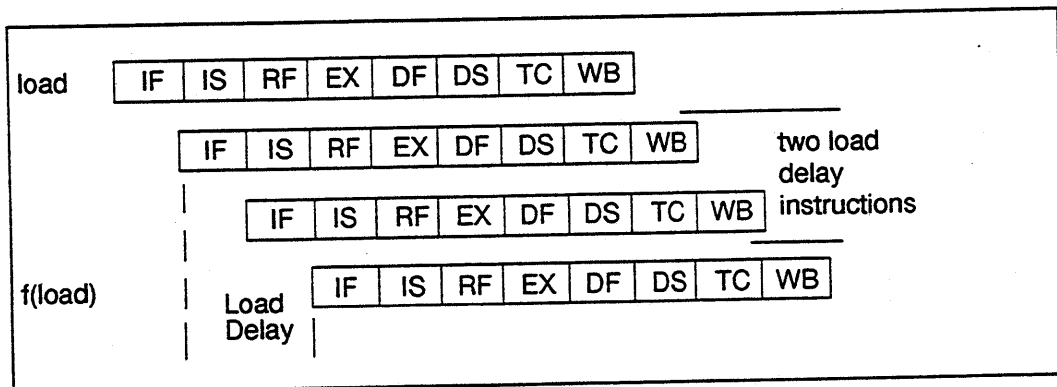 load IF IS RF EX DF DS TC WB
IF IS RF EX DF DS TC WB
two load
delay
instructions
IF IS RF EX DF DS TC WB
f(load)
IF IS RF EX DF DS TC WB
Load
Delay